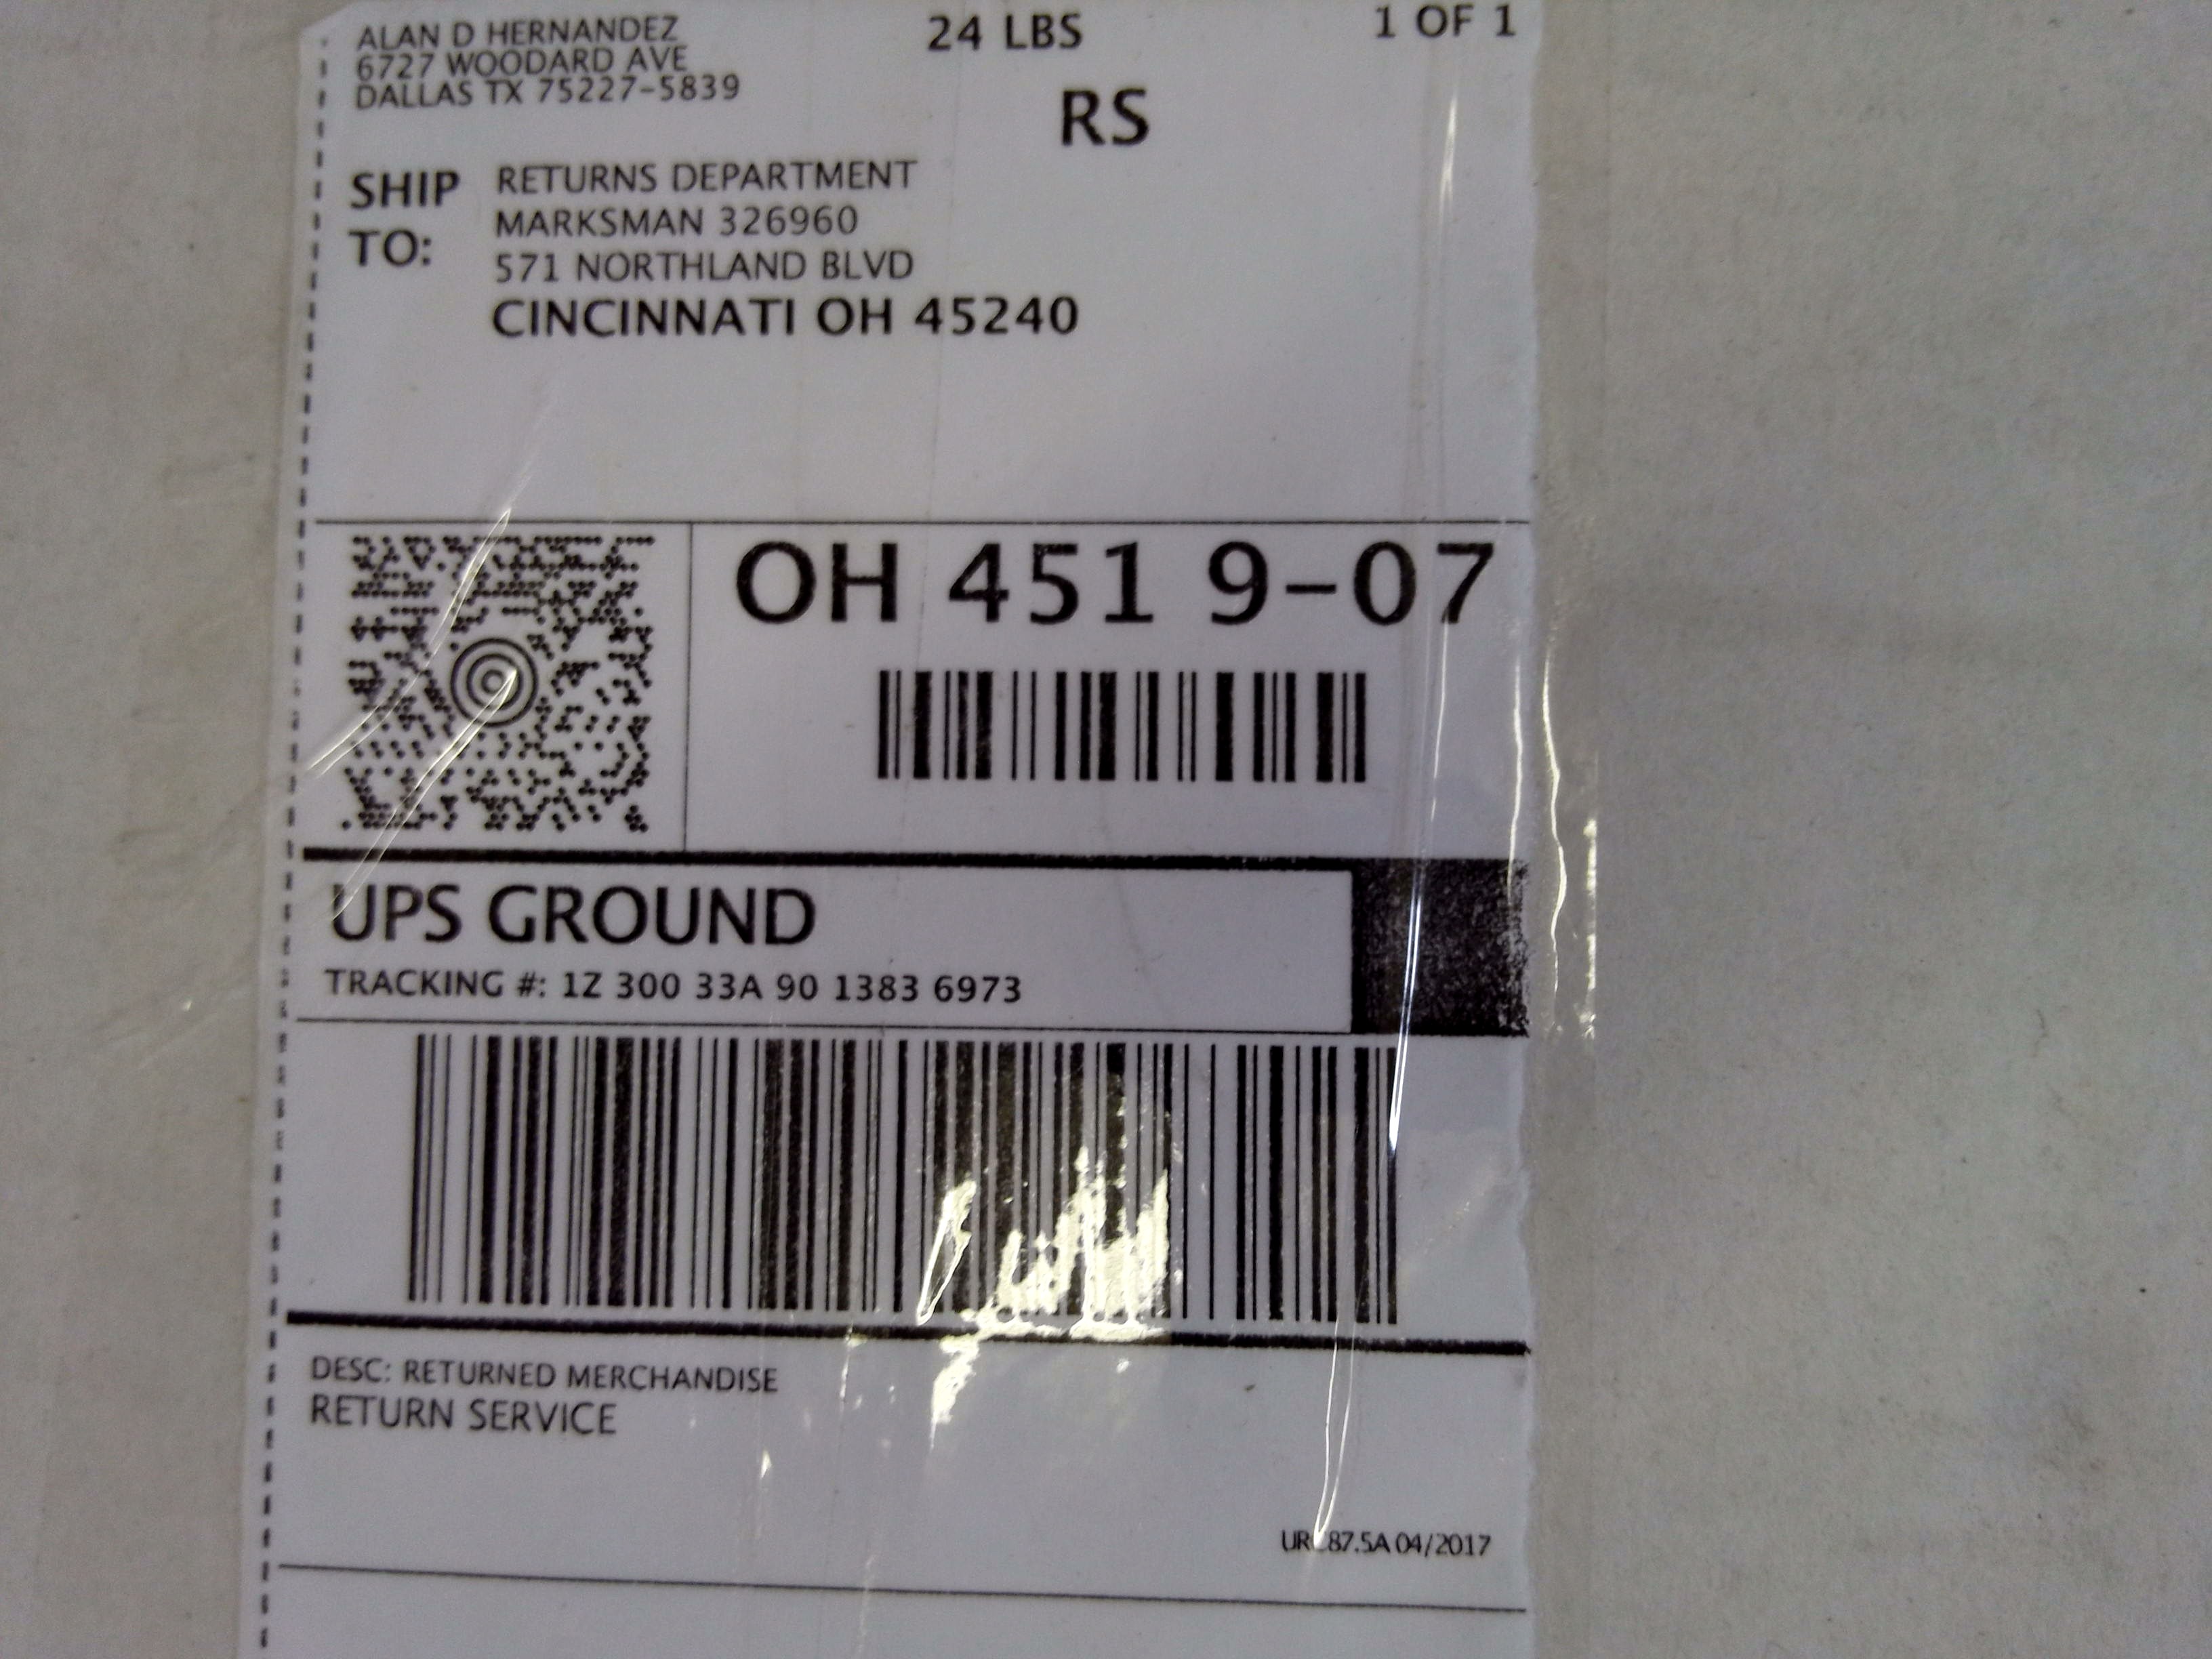 ALAN D HERNANDEZ
6727 WOODARD AVE
DALLAS TX 75227-5839
24 LBS
1 OF 1
RS
SHIP TO:
RETURNS DEPARTMENT
MARKSMAN 326960
571 NORTHLAND BLVD
CINCINNATI OH 45240
OH 451 9-07
UPS GROUND
TRACKING #: 1Z 300 33A 90 1383 6973
DESC: RETURNED MERCHANDISE
RETURN SERVICE
04/2017